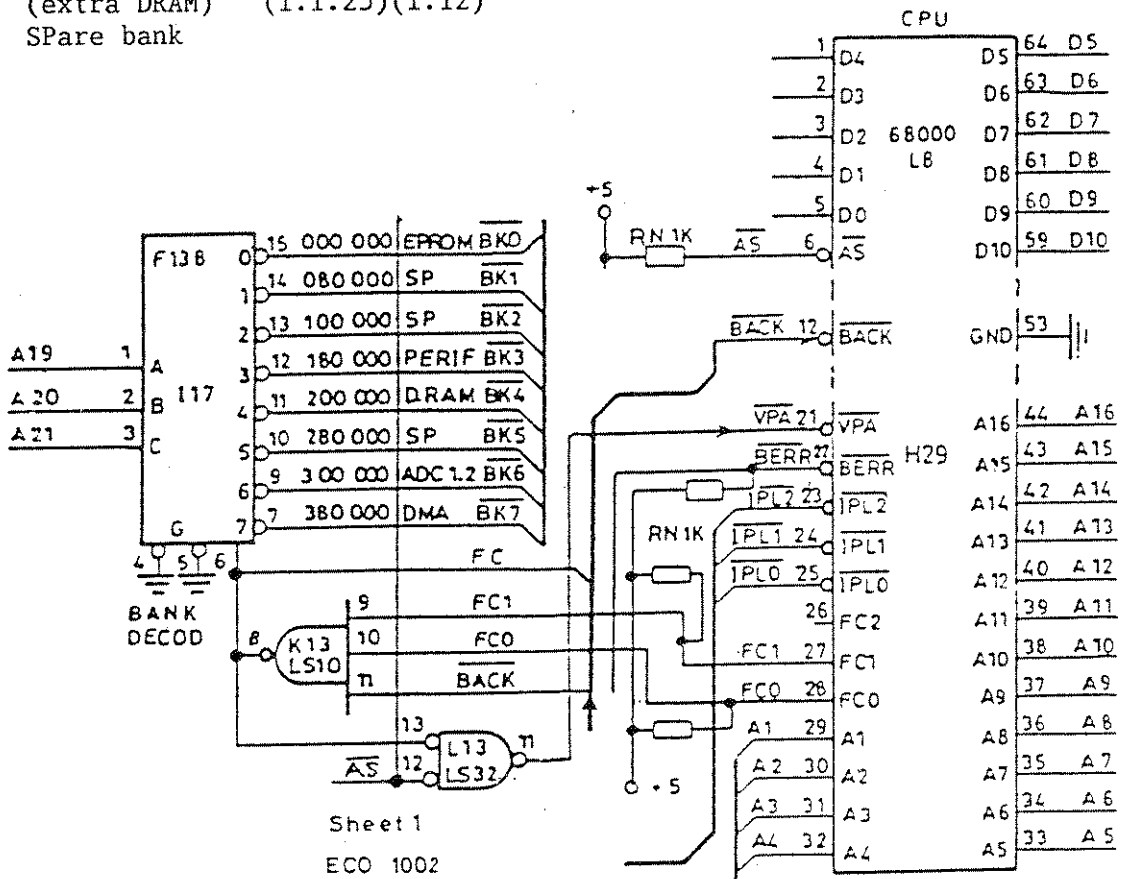 (extra DRAM) (1.1.25)(1.12)
SPare bank
CPU
1 D4 D5 64 D5
2 D3 D6 63 D6
3 D2 68000 D7 62 D7
4 D1 L8 D8 61 D8
5 D0 D9 60 D9
+5 RN 1K AS 6 AS D10 59 D10
F138 0 15 000 000 EPROM BK0
1 14 080 000 SP BK1
2 13 100 000 SP BK2
A19 1 A 3 12 180 000 PERIF BK3
A20 2 B I17 4 11 200 000 DRAM BK4
A21 3 C 5 10 280 000 SP BK5
6 9 300 000 ADC 1.2 BK6
G 7 7 380 000 DMA BK7
4 5 6
BANK
DECOD
BACK 12 BACK GND 53
VPA 21 VPA A16 44 A16
BERR 22 BERR H29 A15 43 A15
IPL2 23 IPL2 A14 42 A14
RN 1K IPL1 24 IPL1 A13 41 A13
IPL0 25 IPL0 A12 40 A12
26 FC2 A11 39 A11
FC1 27 FC1 A10 38 A10
FC0 28 FC0 A9 37 A9
A1 29 A1 A8 36 A8
A2 30 A2 A7 35 A7
A3 31 A3 A6 34 A6
A4 32 A4 A5 33 A5
FC
9 FC1
8 K13 10 FC0
LS10 11 BACK
13 L13 11
AS 12 LS32
+5
Sheet 1
ECO 1002